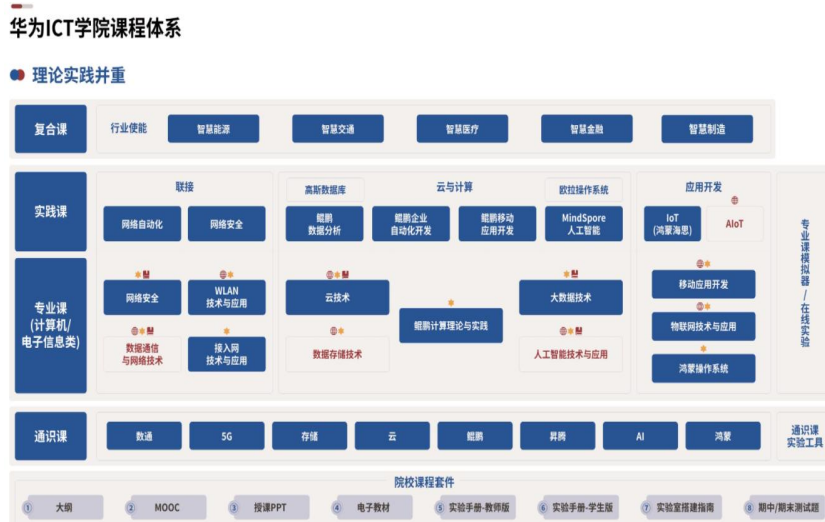 华为ICT学院课程体系
理论实践并重
复合课
行业使能
智慧能源
智慧交通
智慧医疗
智慧金融
智慧制造
实践课
联接
网络自动化
网络安全
高斯数据库
云与计算
欧拉操作系统
鲲鹏
数据分析
鲲鹏企业
自动化开发
鲲鹏移动
应用开发
MindSpore
人工智能
应用开发
IoT
(鸿蒙海思)
AIoT
专业课模拟器/在线实验
专业课
(计算机/
电子信息类)
网络安全
WLAN
技术与应用
数据通信
与网络技术
接入网
技术与应用
云技术
数据存储技术
鲲鹏计算理论与实践
大数据技术
人工智能技术与应用
移动应用开发
物联网技术与应用
鸿蒙操作系统
通识课
数通
5G
存储
云
鲲鹏
昇腾
AI
鸿蒙
通识课
实验工具
院校课程套件
① 大纲
② MOOC
③ 授课PPT
④ 电子教材
⑤ 实验手册-教师版
⑥ 实验手册-学生版
⑦ 实验室搭建指南
⑧ 期中/期末测试题